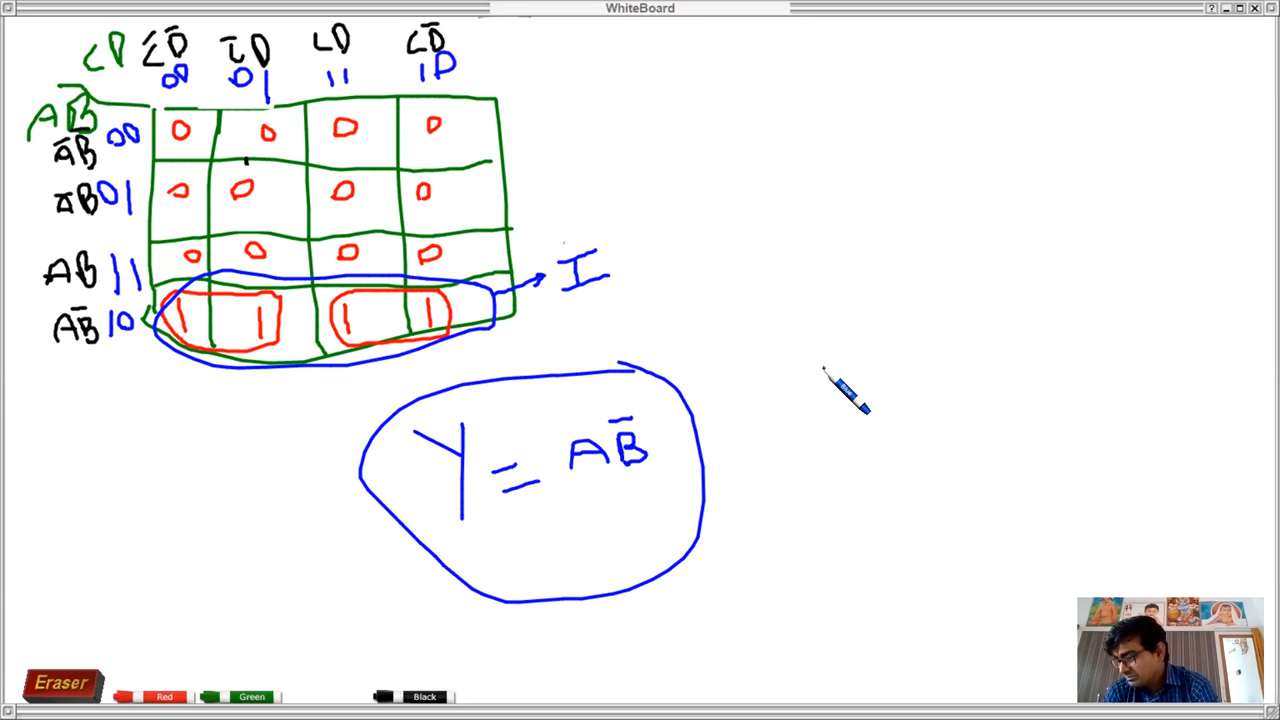 WhiteBoard
CD C̄D̄ C̄D CD CD̄
00 01 11 10
AB
ĀB̄ 00 0 0 0 0
ĀB 01 0 0 0 0
AB 11 0 0 0 0
AB̄ 10 1 1 1 1
I
Y = AB̄
Blue
Eraser Red Green Black